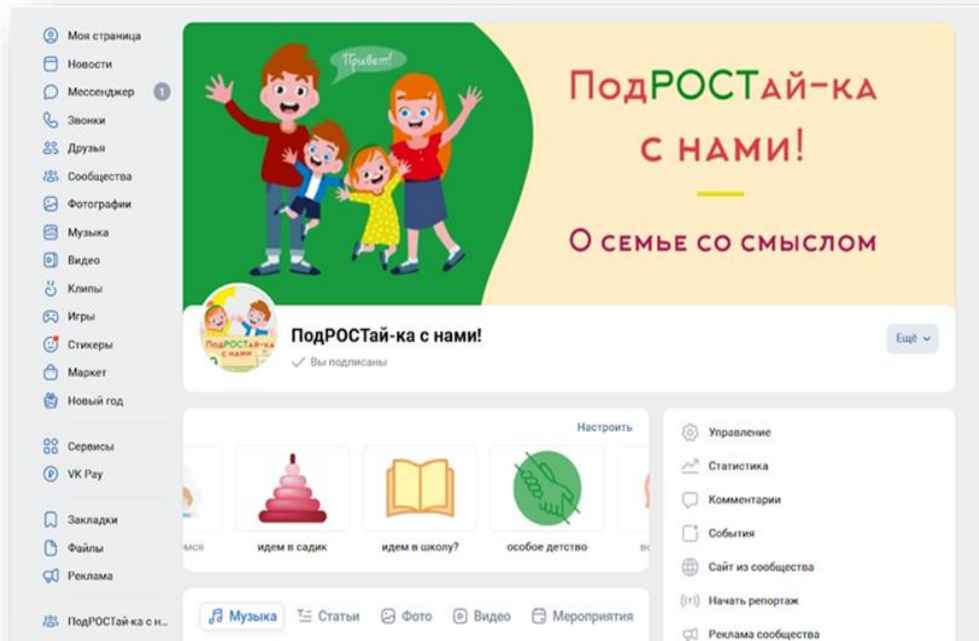 Моя страница
Новости
Мессенджер 1
Звонки
Друзья
Сообщества
Фотографии
Музыка
Видео
Клипы
Игры
Стикеры
Маркет
Новый год
Сервисы
VK Pay
Закладки
Файлы
Реклама
ПодРОСТай-ка с н...
Привет!
ПодРОСТай-ка
с нами!
О семье со смыслом
ПодРОСТай-ка
с нами
ПодРОСТай-ка с нами!
Вы подписаны
Ещё
Настроить
идем в садик
идем в школу?
особое детство
Музыка
Статьи
Фото
Видео
Мероприятия
Управление
Статистика
Комментарии
События
Сайт из сообщества
Начать репортаж
Реклама сообщества